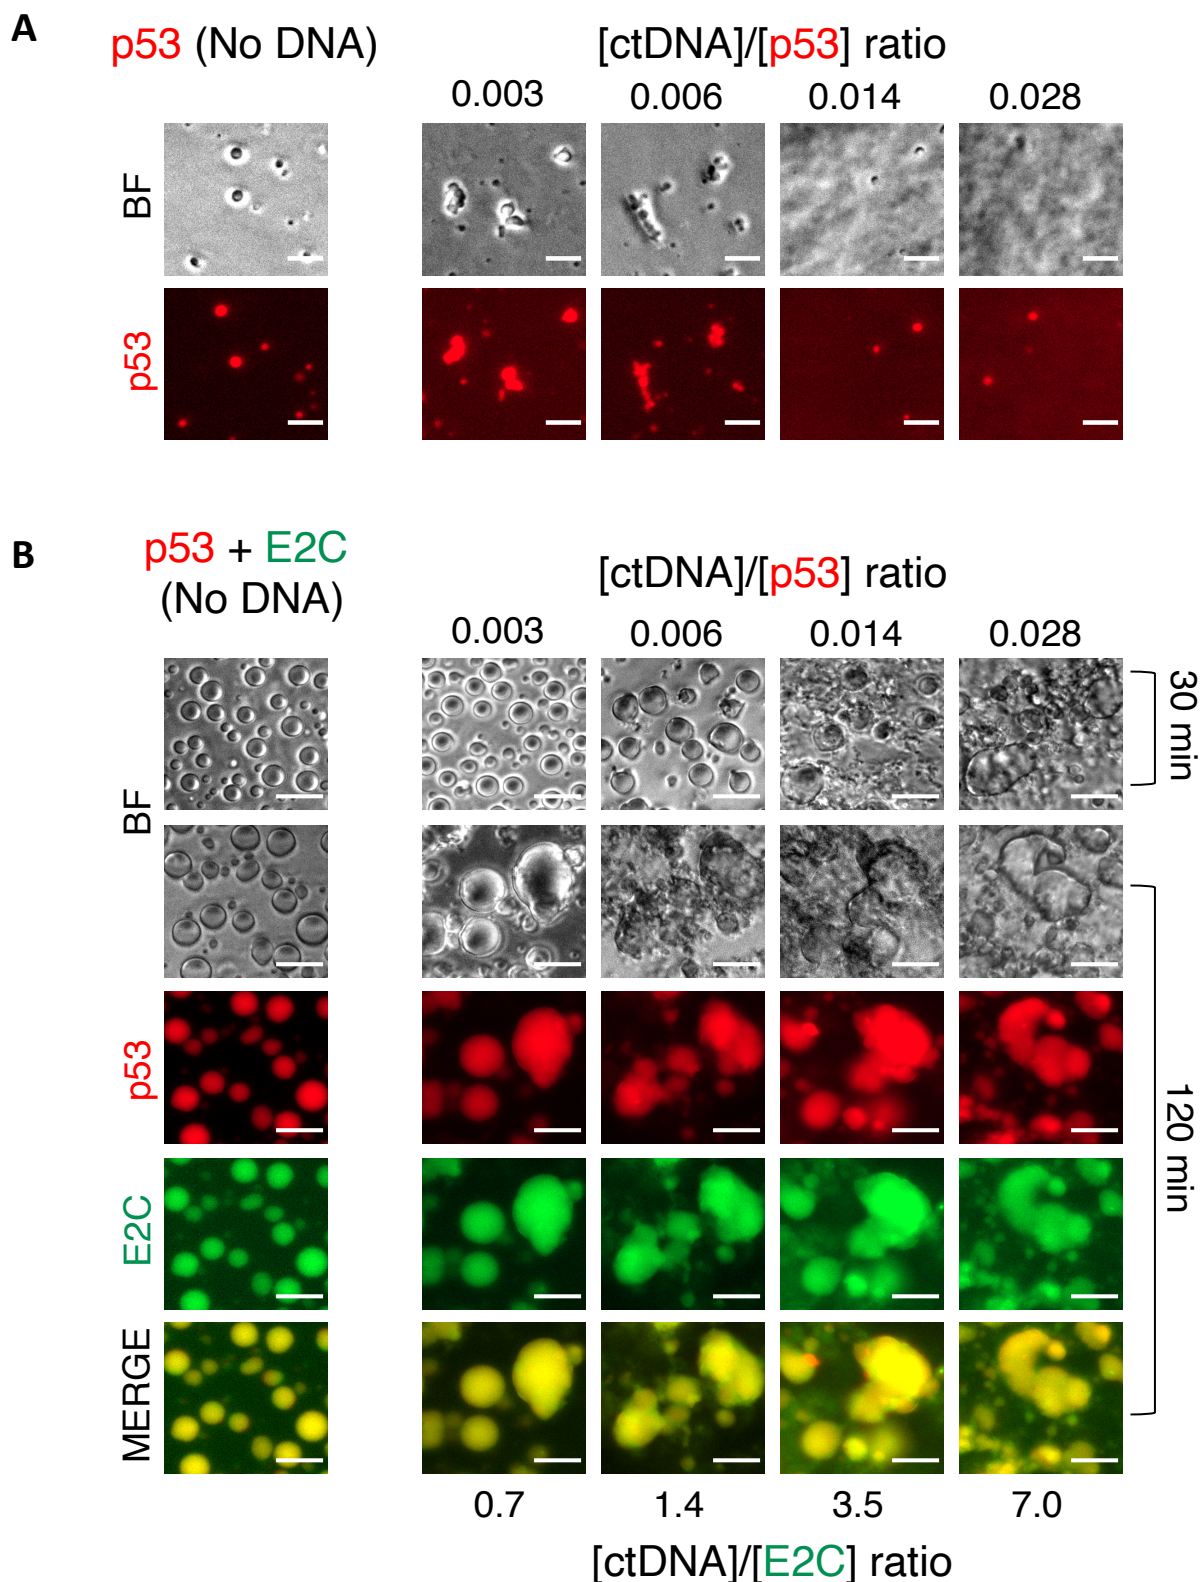 A
p53 (No DNA)
[ctDNA]/[p53] ratio
0.003 0.006 0.014 0.028
BF
p53
B
p53 + E2C
(No DNA)
[ctDNA]/[p53] ratio
0.003 0.006 0.014 0.028
BF
30 min
p53
E2C
MERGE
120 min
0.7 1.4 3.5 7.0
[ctDNA]/[E2C] ratio